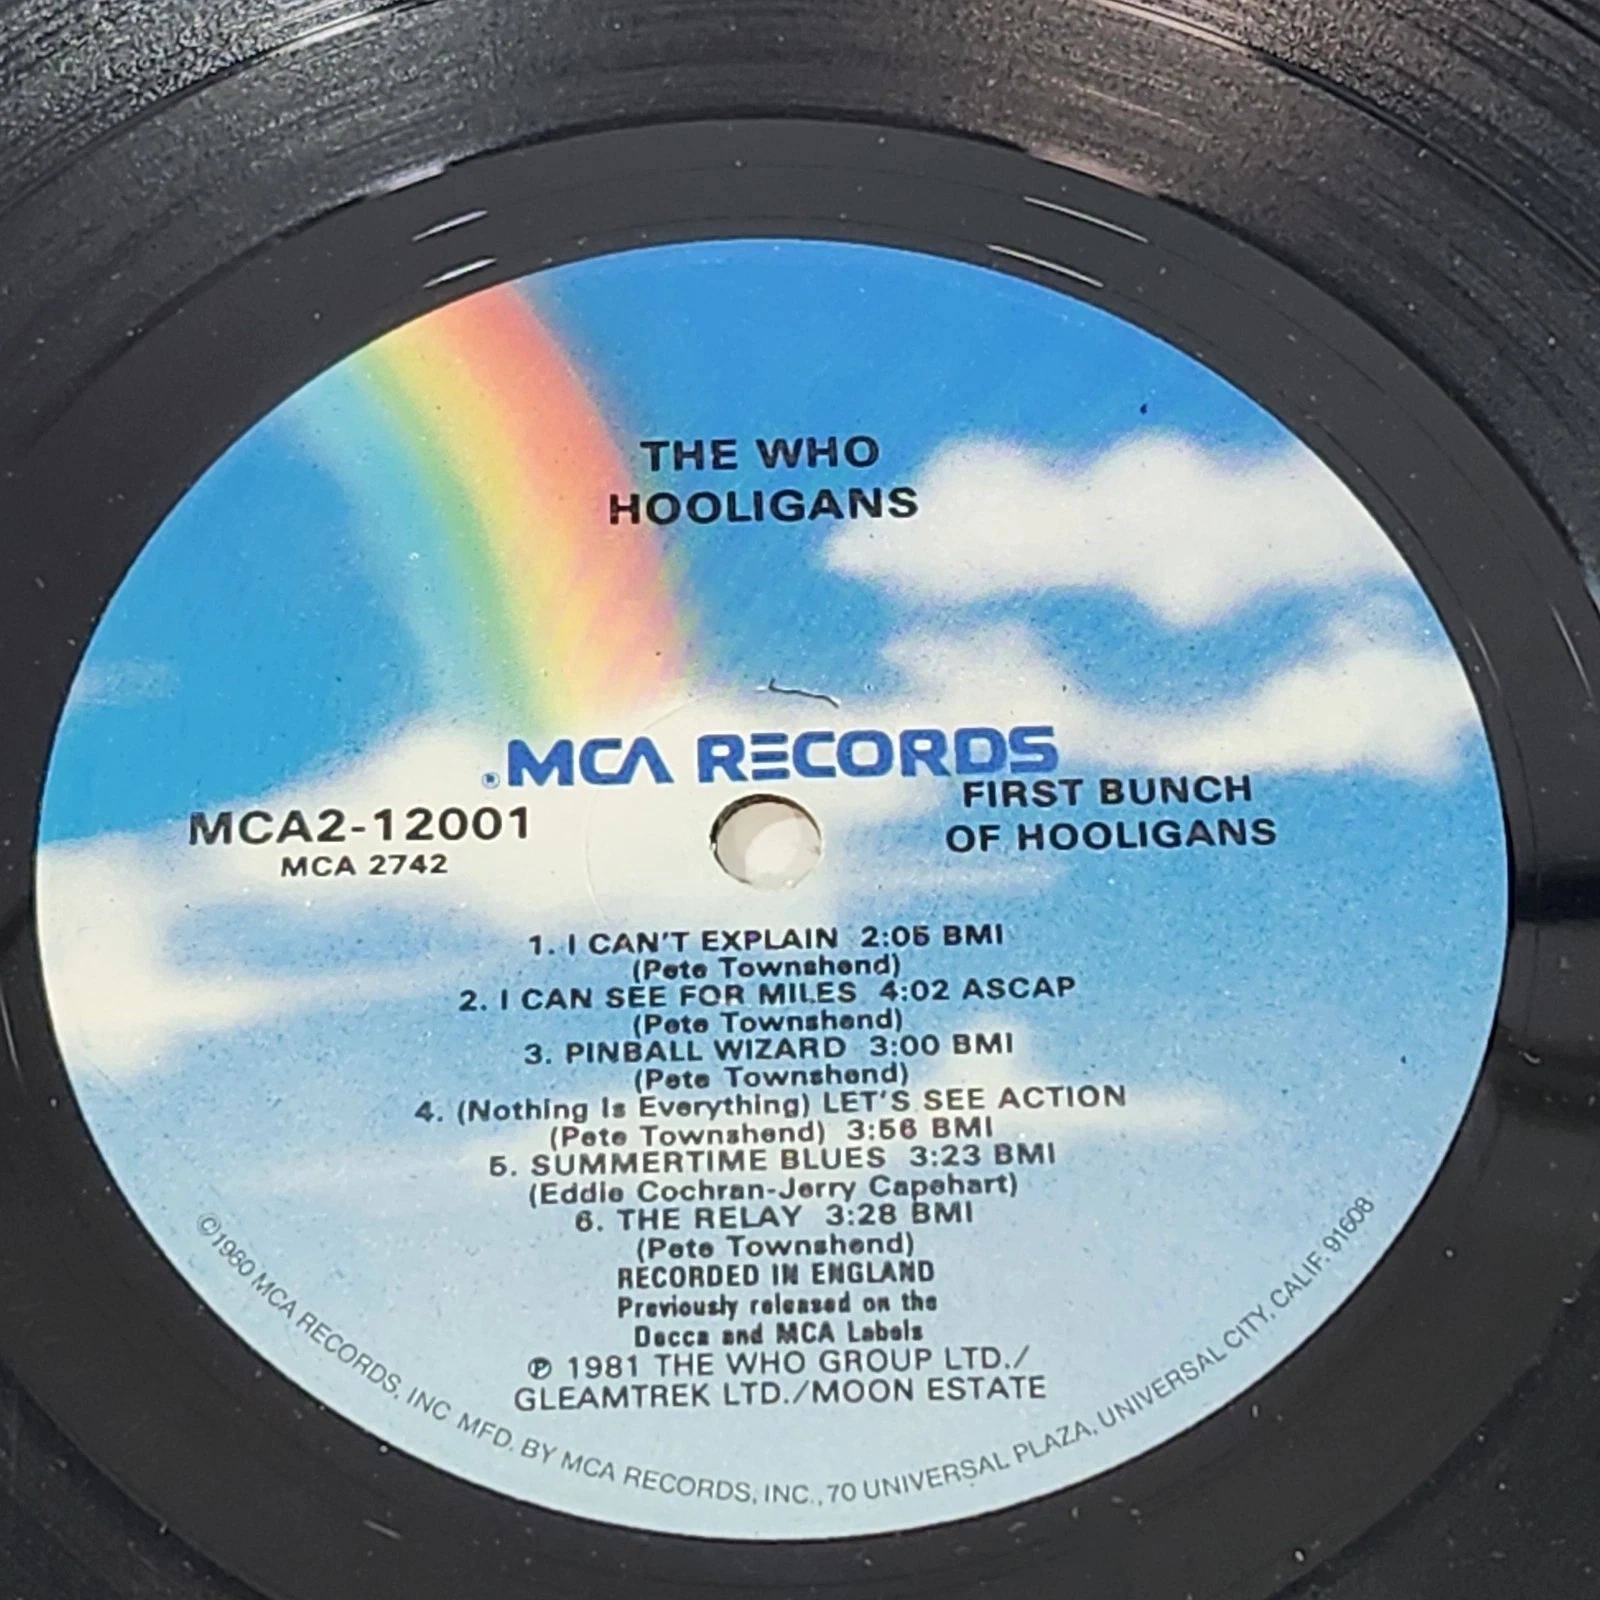 THE WHO
HOOLIGANS
®MCA RECORDS
MCA2-12001
MCA 2742
FIRST BUNCH
OF HOOLIGANS
1. I CAN'T EXPLAIN 2:05 BMI
(Pete Townshend)
2. I CAN SEE FOR MILES 4:02 ASCAP
(Pete Townshend)
3. PINBALL WIZARD 3:00 BMI
(Pete Townshend)
4. (Nothing Is Everything) LET'S SEE ACTION
(Pete Townshend) 3:56 BMI
5. SUMMERTIME BLUES 3:23 BMI
(Eddie Cochran-Jerry Capehart)
6. THE RELAY 3:28 BMI
(Pete Townshend)
RECORDED IN ENGLAND
Previously released on the
Decca and MCA Labels
℗ 1981 THE WHO GROUP LTD./
GLEAMTREK LTD./MOON ESTATE
©1980 MCA RECORDS, INC MFD. BY MCA RECORDS, INC., 70 UNIVERSAL PLAZA, UNIVERSAL CITY, CALIF. 91608